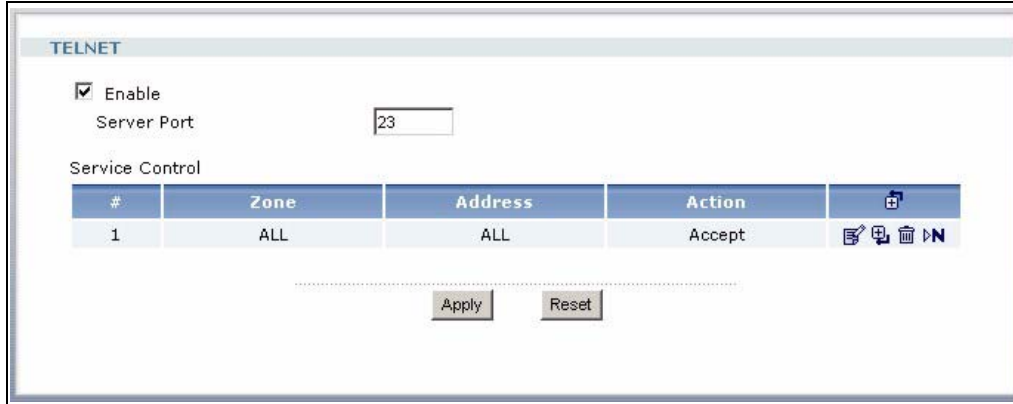 TELNET
Enable
Server Port 23
Service Control
# Zone Address Action
1 ALL ALL Accept N
Apply Reset